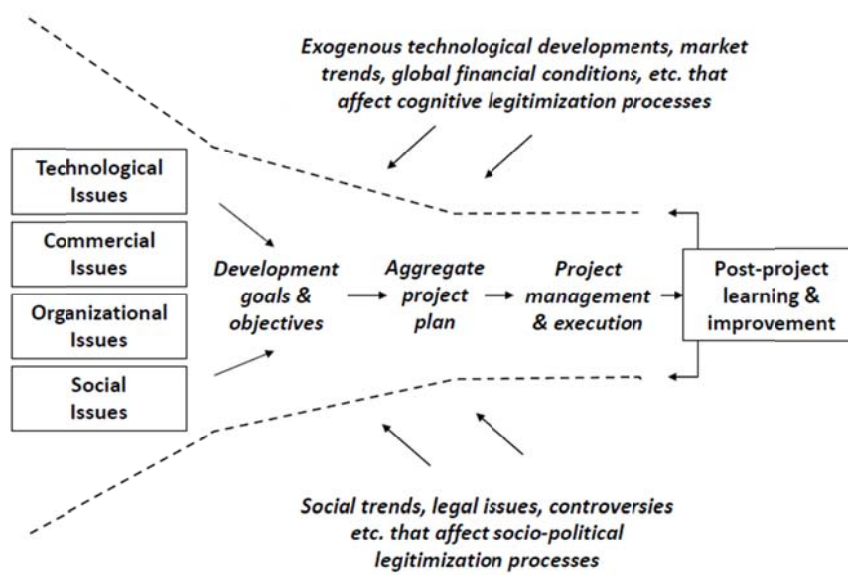 Exogenous technological developments, market
trends, global financial conditions, etc. that
affect cognitive legitimization processes
Technological
Issues
Commercial
Issues
Organizational
Issues
Social
Issues
Development
goals &
objectives
Aggregate
project
plan
Project
management
& execution
Post-project
learning &
improvement
Social trends, legal issues, controversies
etc. that affect socio-political
legitimization processes